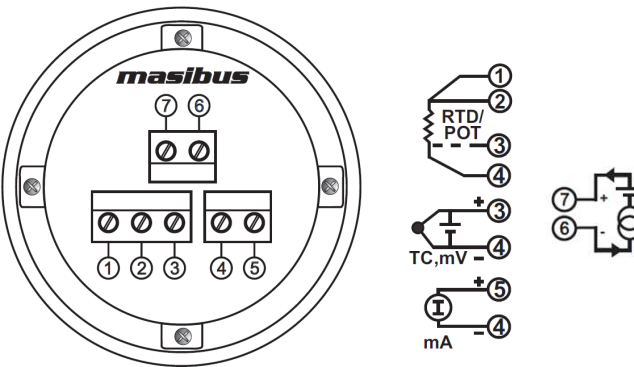 masibus
7 6
1 2 3 4 5
1
2
RTD/
POT
3
4
+ 3
TC,mV - 4
+ 5
I
mA - 4
7 +
6 -